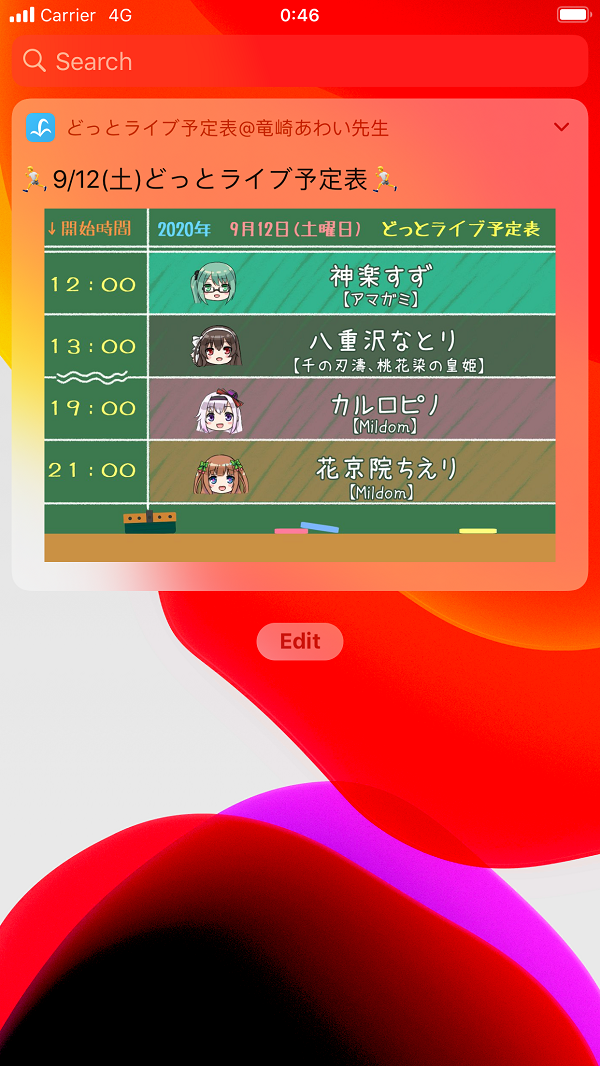 Carrier 4G 0:46
Search
どっとライブ予定表@竜崎あわい先生
9/12(土)どっとライブ予定表
↓開始時間 2020年 9月12日(土曜日) どっとライブ予定表
12:00 神楽すず
【アマガミ】
13:00 八重沢なとり
【千の刃濤、桃花染の皇姫】
19:00 カルロピノ
【Mildom】
21:00 花京院ちえり
【Mildom】
Edit